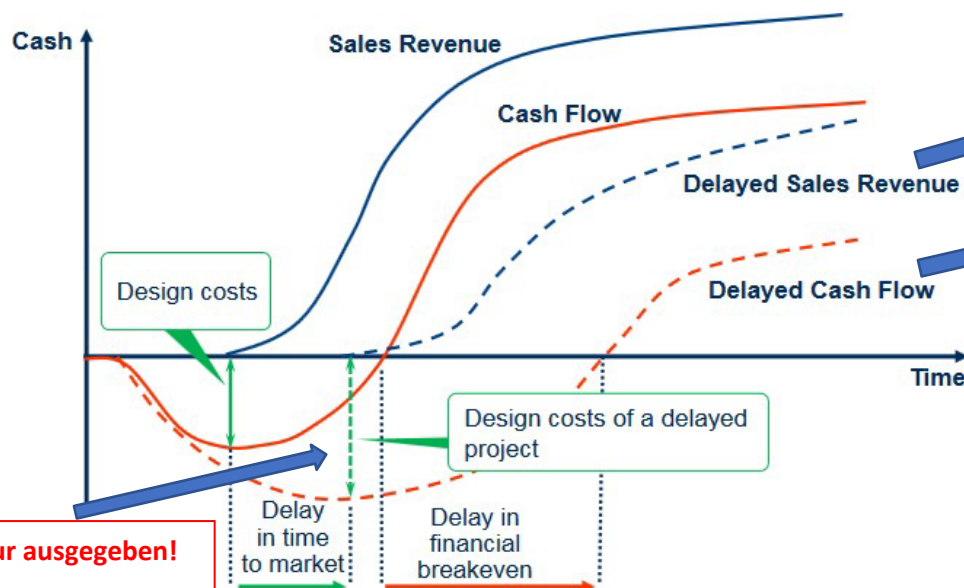 Cash
Sales Revenue
Cash Flow
Delayed Sales Revenue
Design costs
Delayed Cash Flow
Time
Design costs of a delayed
project
Delay
in time
to market
Delay in
financial
breakeven
ausgegeben!